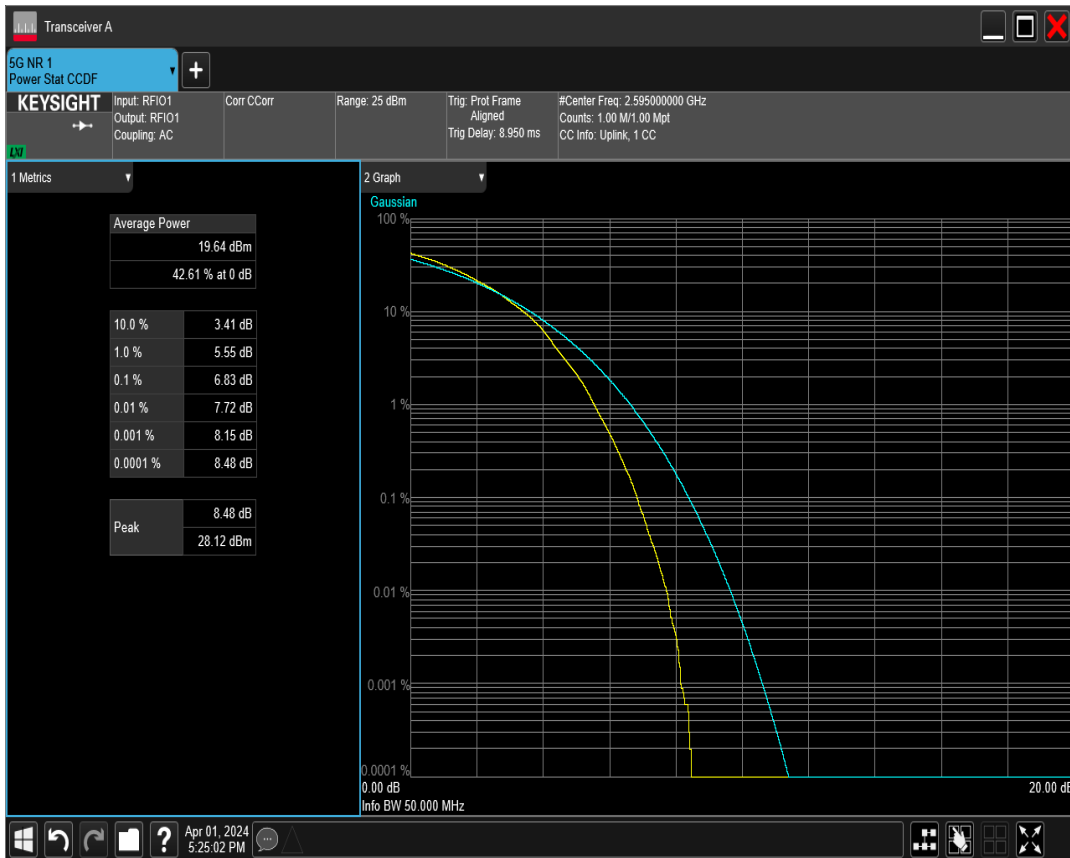 Transceiver A
5G NR 1
Power Stat CCDF
+
KEYSIGHT
Input: RFIO1
Output: RFIO1
Coupling: AC
Corr CCorr
Range: 25 dBm
Trig: Prot Frame
Aligned
Trig Delay: 8.950 ms
#Center Freq: 2.595000000 GHz
Counts: 1.00 M/1.00 Mpt
CC Info: Uplink, 1 CC
LXI
1 Metrics
Average Power
19.64 dBm
42.61 % at 0 dB
10.0 % 3.41 dB
1.0 % 5.55 dB
0.1 % 6.83 dB
0.01 % 7.72 dB
0.001 % 8.15 dB
0.0001 % 8.48 dB
Peak
8.48 dB
28.12 dBm
2 Graph
Gaussian
100 %
10 %
1 %
0.1 %
0.01 %
0.001 %
0.0001 %
0.00 dB 20.00 dB
Info BW 50.000 MHz
?
Apr 01, 2024
5:25:02 PM